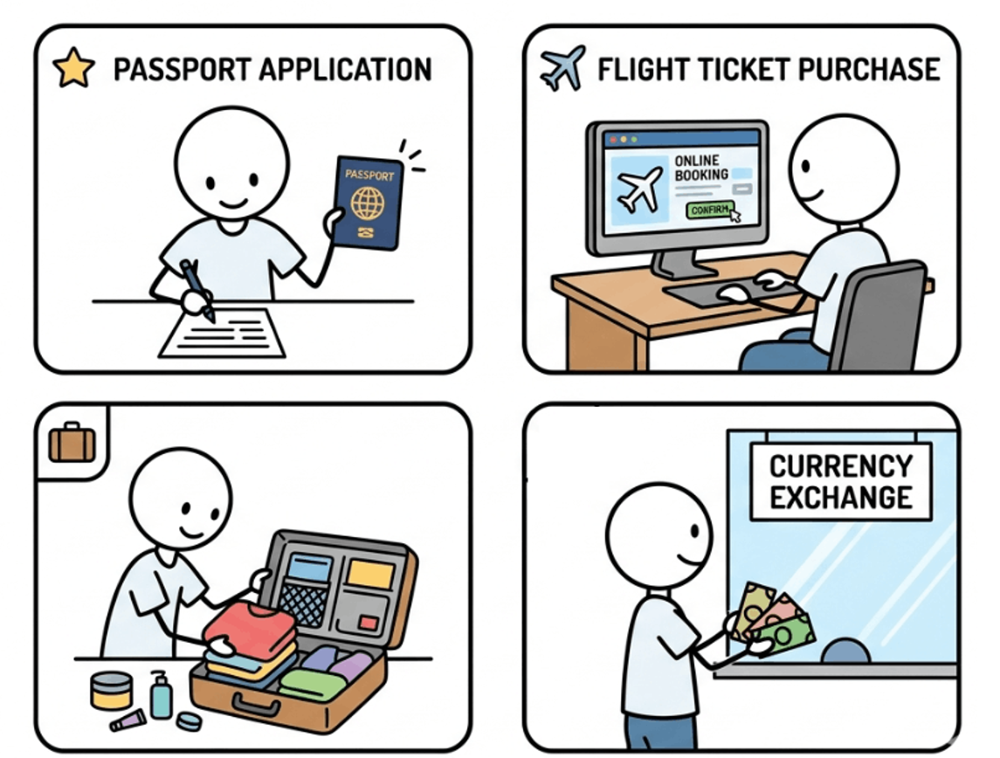 PASSPORT APPLICATION
PASSPORT
FLIGHT TICKET PURCHASE
ONLINE
BOOKING
CONFIRM
CURRENCY
EXCHANGE